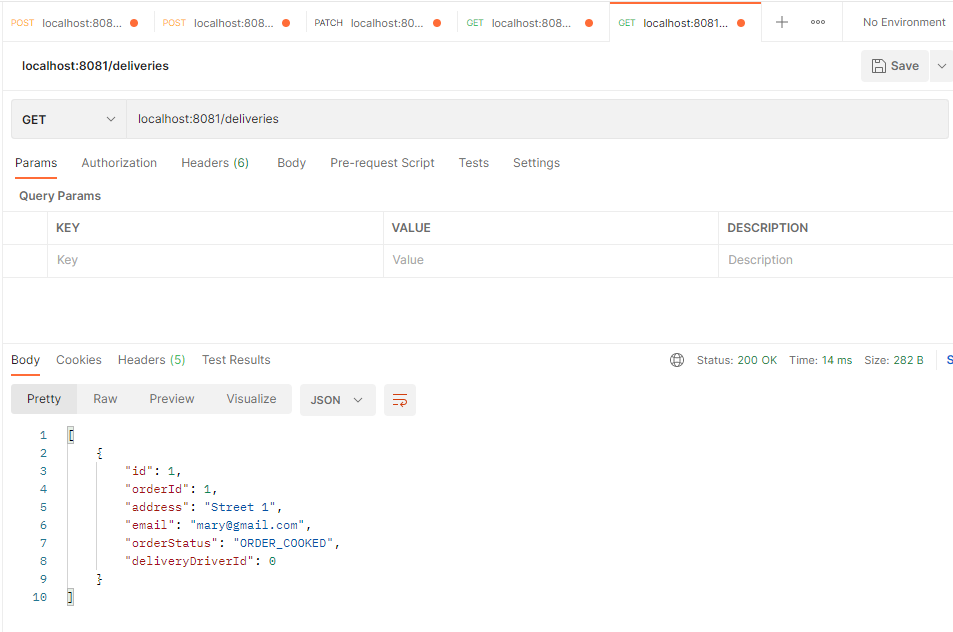 POST localhost:808... POST localhost:808... PATCH localhost:80... GET localhost:808... GET localhost:8081... + ooo No Environment
localhost:8081/deliveries Save
GET localhost:8081/deliveries
Params Authorization Headers (6) Body Pre-request Script Tests Settings
Query Params
KEY VALUE DESCRIPTION
Key Value Description
Body Cookies Headers (5) Test Results Status: 200 OK Time: 14 ms Size: 282 B S
Pretty Raw Preview Visualize JSON
1 [
2 {
3 "id": 1,
4 "orderId": 1,
5 "address": "Street 1",
6 "email": "mary@gmail.com",
7 "orderStatus": "ORDER_COOKED",
8 "deliveryDriverId": 0
9 }
10 ]